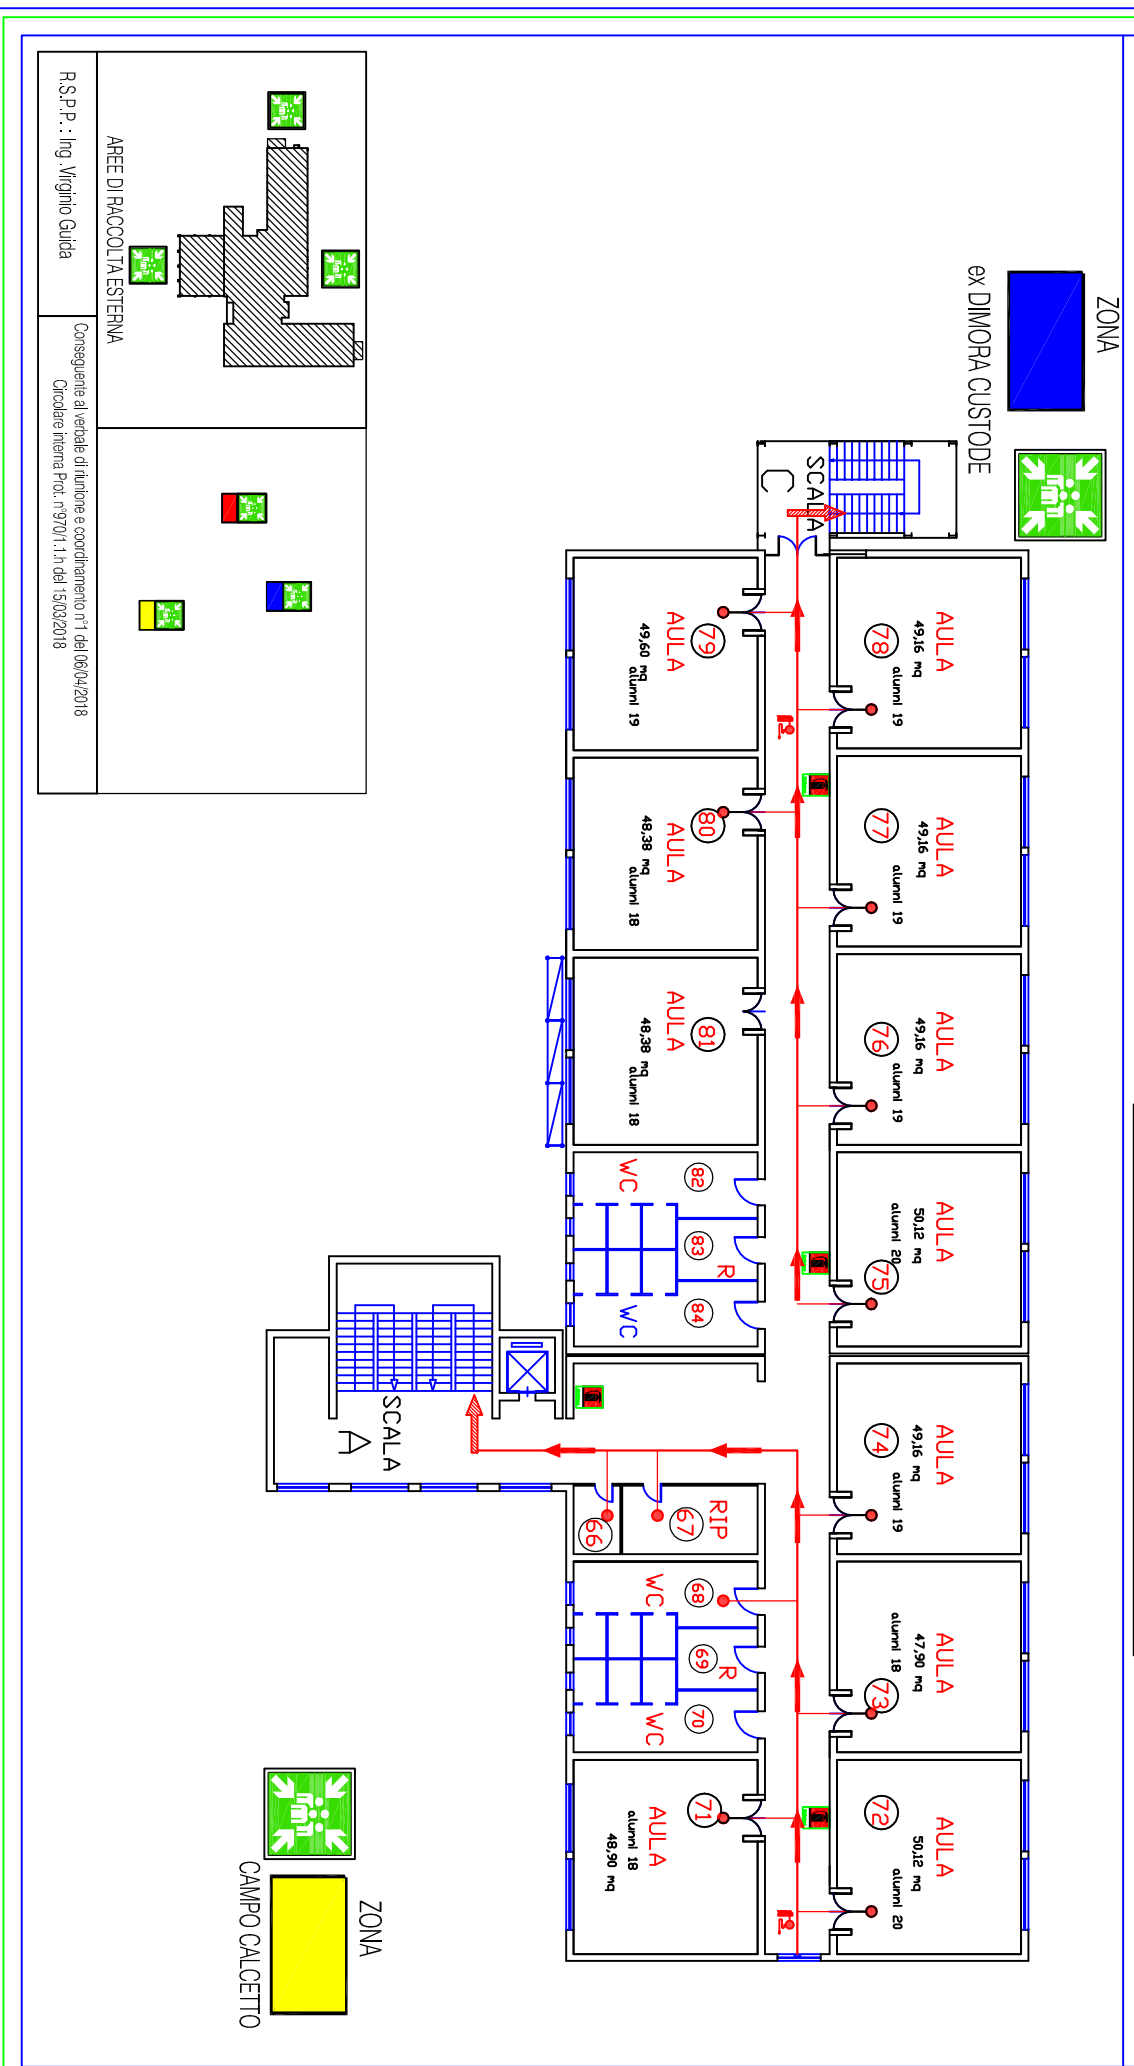 ZONA
ex DIMORA CUSTODE
SCALA
C
AULA
49,16 mq
alunni 19
78
AULA
49,16 mq
alunni 19
77
AULA
49,16 mq
alunni 19
76
AULA
50,12 mq
alunni 20
75
AULA
49,16 mq
alunni 19
74
AULA
47,90 mq
alunni 18
73
AULA
50,12 mq
alunni 20
72
79
AULA
49,60 mq
alunni 19
80
AULA
48,38 mq
alunni 18
81
AULA
48,38 mq
alunni 18
82
WC
83
R
84
WC
SCALA
A
66
67
RIP
68
WC
69
R
70
WC
71
AULA
alunni 18
48,90 mq
ZONA
CAMPO CALCETTO
AREE DI RACCOLTA ESTERNA
R.S.P.P. : Ing .Virginio Guida
Conseguente al verbale di riunione e coordinamento n°1 del 06/04/2018
Circolare interna Prot. n°970/1.1.h del 15/03/2018